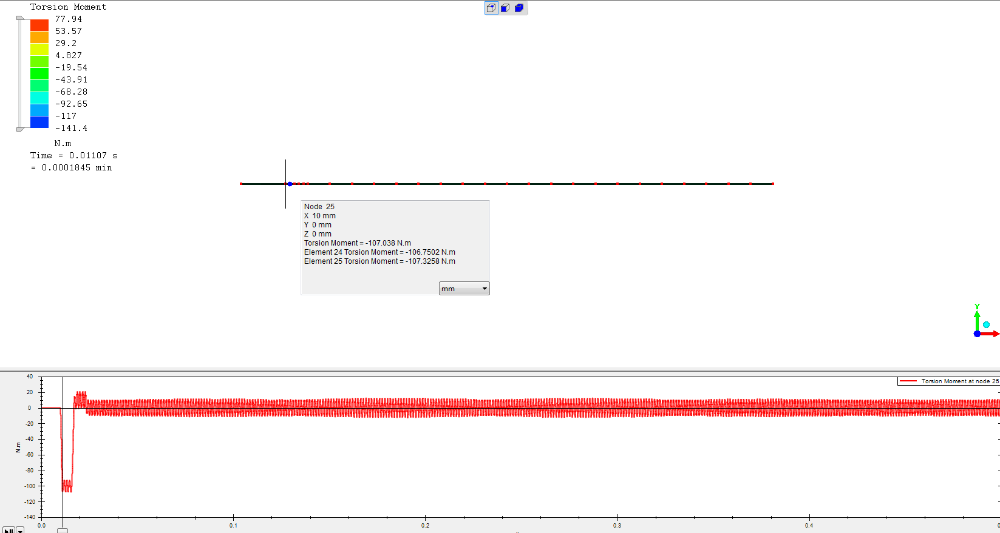 Torsion Moment
77.94
53.57
29.2
4.827
-19.54
-43.91
-68.28
-92.65
-117
-141.4
N.m
Time = 0.01107 s
= 0.0001845 min
Node 25
X 10 mm
Y 0 mm
Z 0 mm
Torsion Moment = -107.038 N.m
Element 24 Torsion Moment = -106.7502 N.m
Element 25 Torsion Moment = -107.3258 N.m
mm
Y
Torsion Moment at node 25
40
20
0
-20
-40
-60
-80
-100
-120
-140
N.m
0.0
0.1
0.2
0.3
0.4